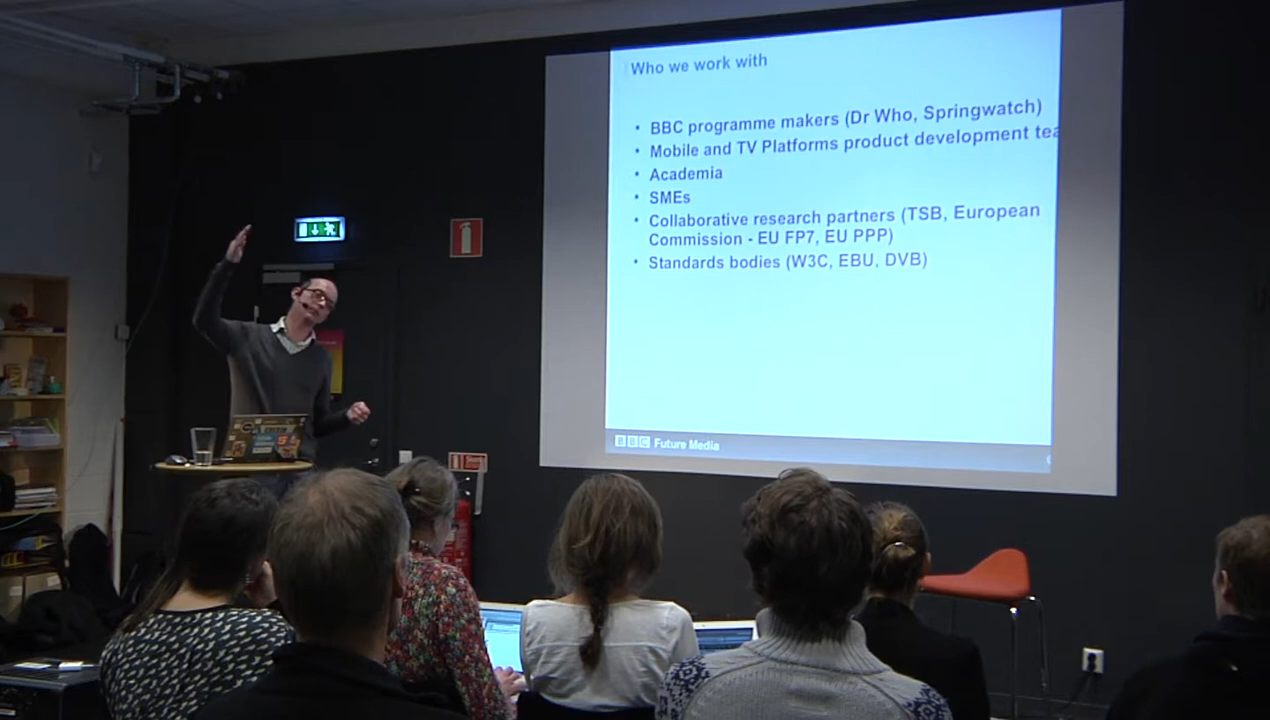 Who we work with
• BBC programme makers (Dr Who, Springwatch)
• Mobile and TV Platforms product development tea
• Academia
• SMEs
• Collaborative research partners (TSB, European
Commission - EU FP7, EU PPP)
• Standards bodies (W3C, EBU, DVB)
BBC Future Media